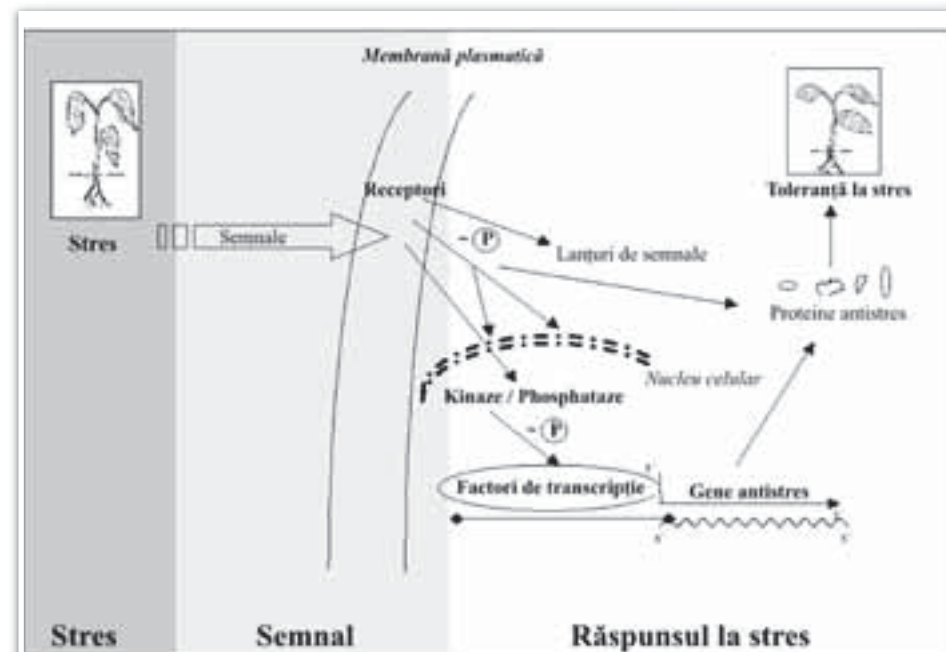 Membrană plasmatică
Receptori
Toleranță la stres
Stres
Semnale
~ P
Lanțuri de semnale
Proteine antistres
Nucleu celular
Kinaze / Phosphataze
~ P
Factori de transcripție
Gene antistres
Stres
Semnal
Răspunsul la stres